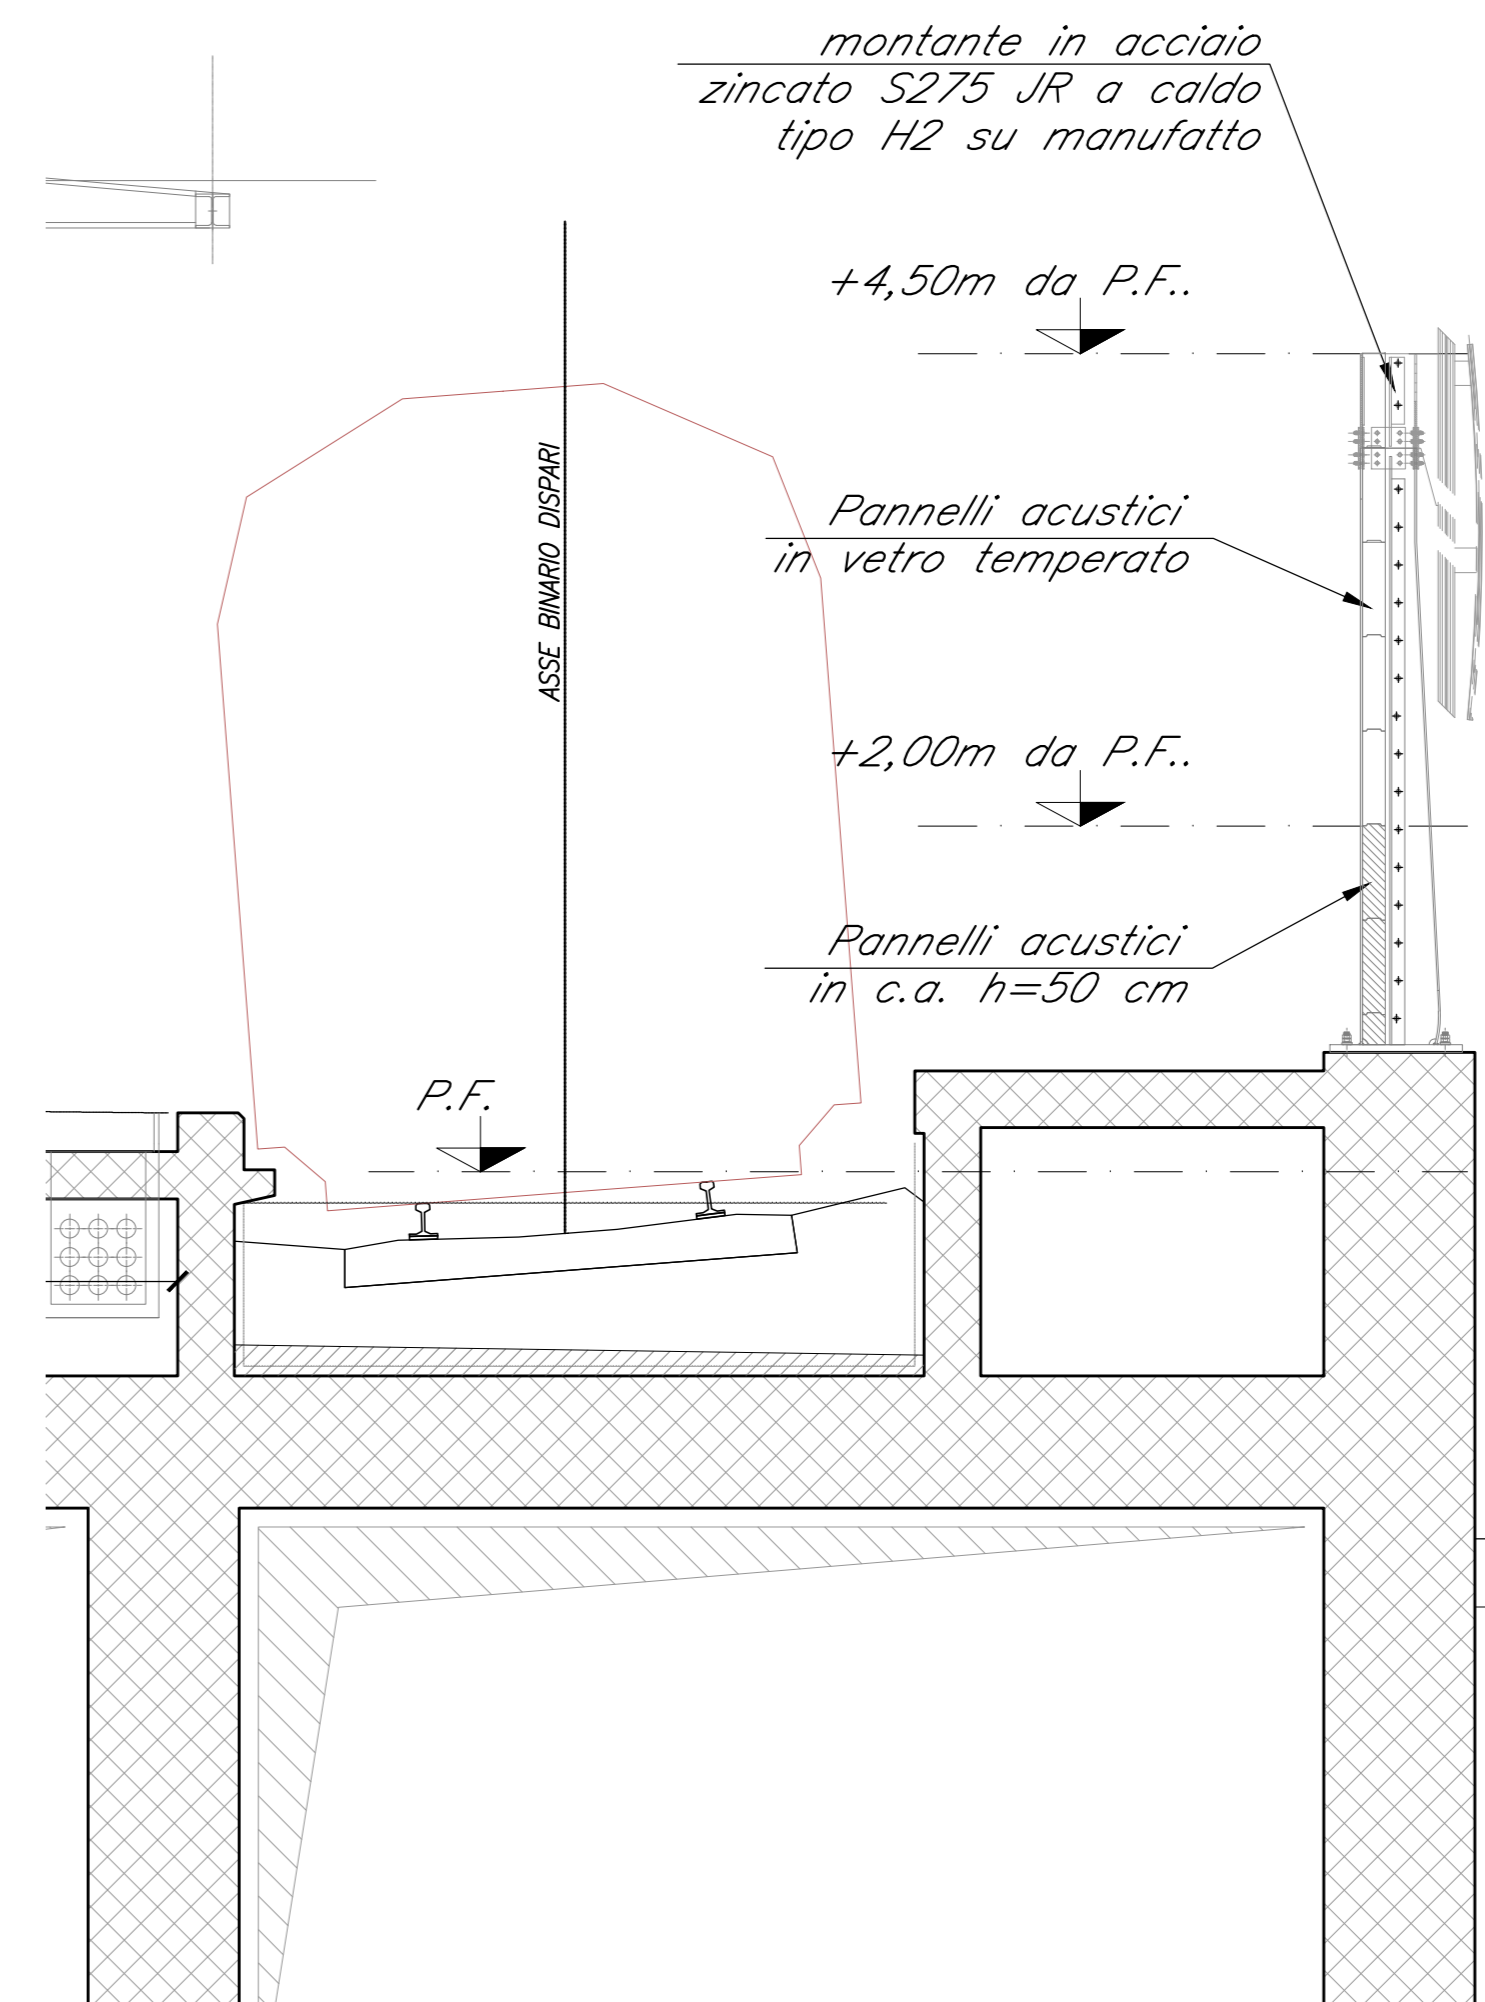 montante in acciaio
zincato S275 JR a caldo
tipo H2 su manufatto
+4,50m da P.F..
ASSE BINARIO DISPARI
Pannelli acustici
in vetro temperato
+2,00m da P.F..
Pannelli acustici
in c.a. h=50 cm
P.F.